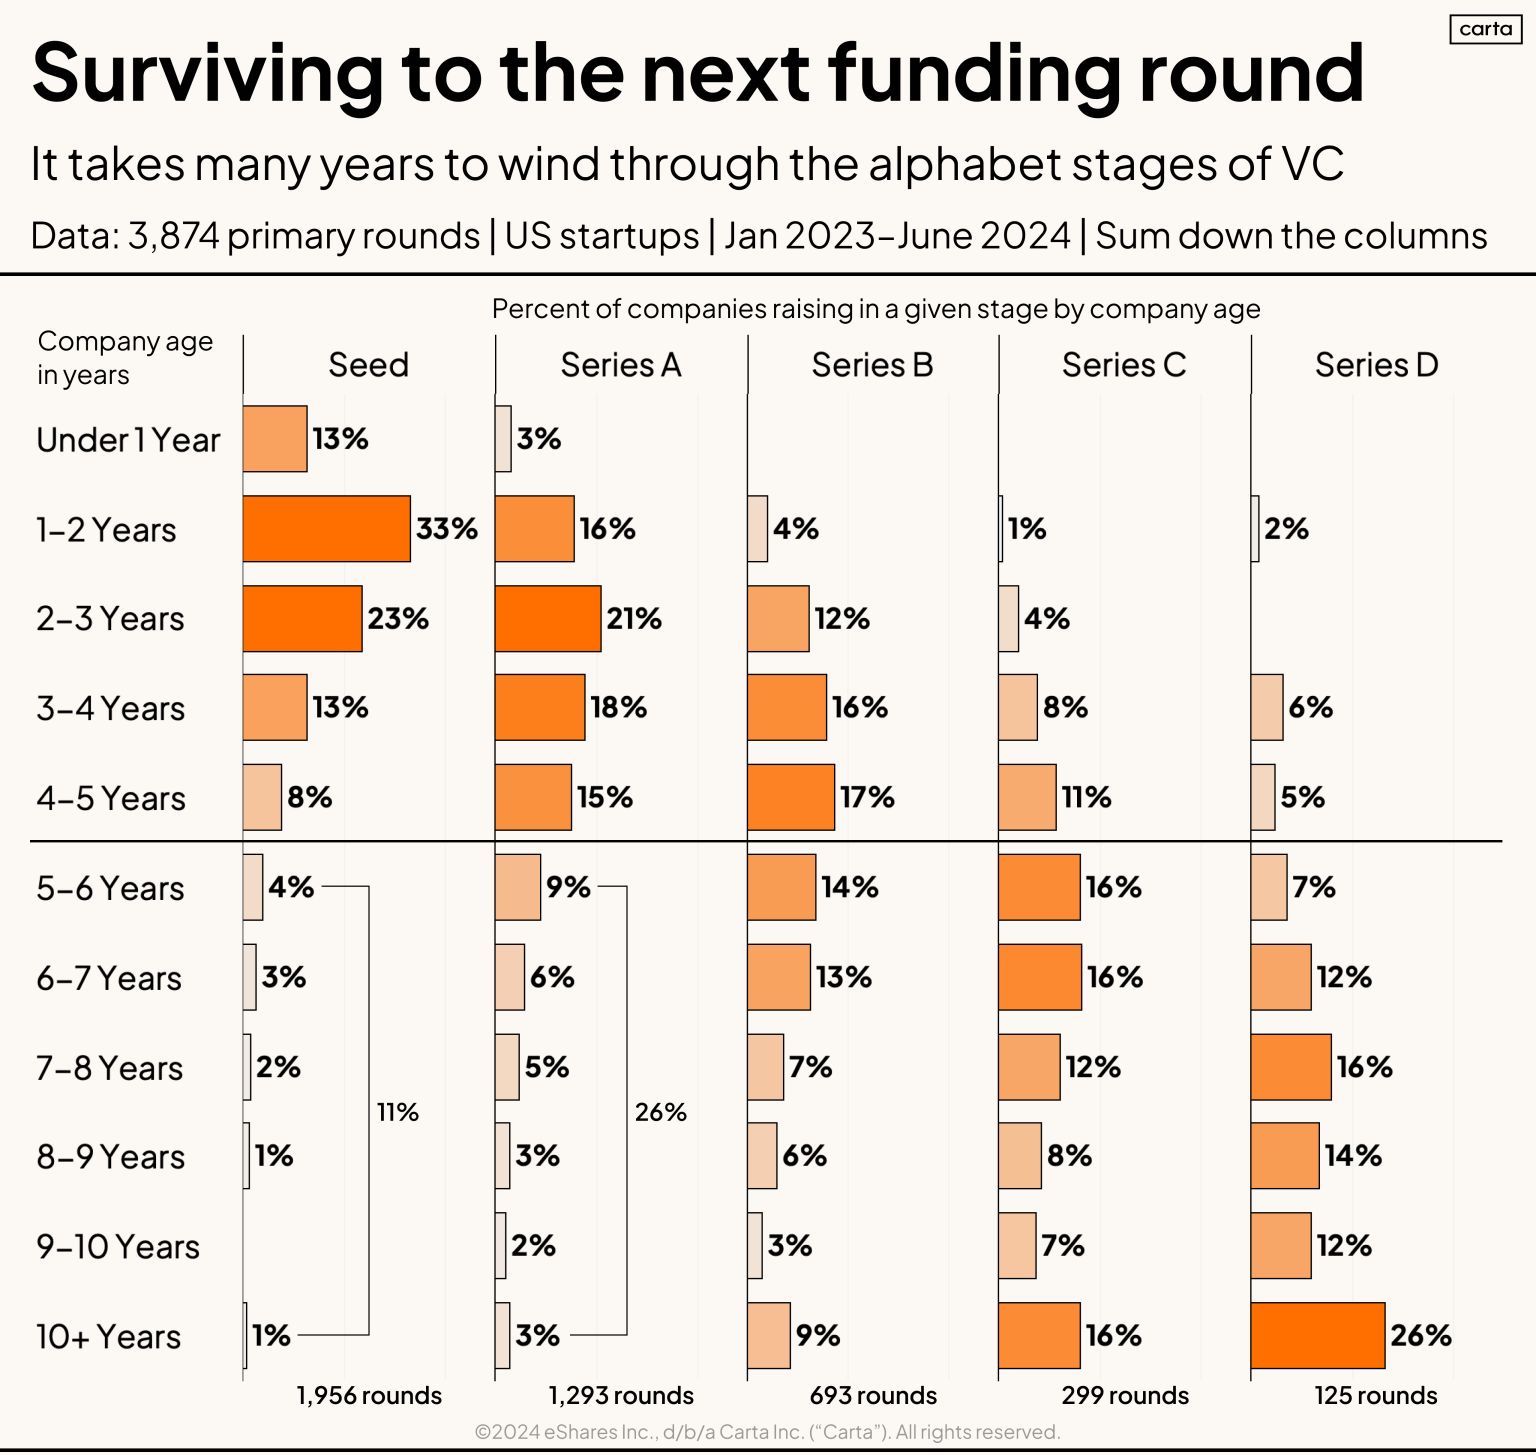 carta
Surviving to the next funding round
It takes many years to wind through the alphabet stages of VC
Data: 3,874 primary rounds | US startups | Jan 2023–June 2024 | Sum down the columns
Percent of companies raising in a given stage by company age
Company age
in years
Seed Series A Series B Series C Series D
Under 1 Year 13% 3%
1–2 Years 33% 16% 4% 1% 2%
2–3 Years 23% 21% 12% 4%
3–4 Years 13% 18% 16% 8% 6%
4–5 Years 8% 15% 17% 11% 5%
5–6 Years 4% 9% 14% 16% 7%
6–7 Years 3% 6% 13% 16% 12%
7–8 Years 2% 5% 7% 12% 16%
11% 26%
8–9 Years 1% 3% 6% 8% 14%
9–10 Years 2% 3% 7% 12%
10+ Years 1% 3% 9% 16% 26%
1,956 rounds 1,293 rounds 693 rounds 299 rounds 125 rounds
©2024 eShares Inc., d/b/a Carta Inc. (“Carta”). All rights reserved.